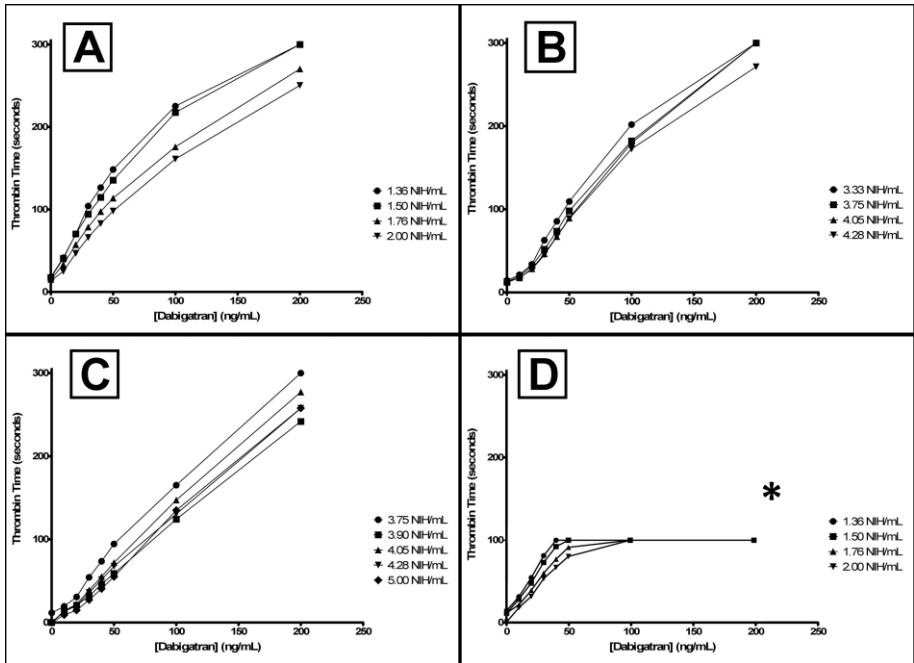 A
Thrombin Time (seconds)
300
200
100
0
0 50 100 150 200 250
[Dabigatran] (ng/mL)
1.36 NIH/mL
1.50 NIH/mL
1.76 NIH/mL
2.00 NIH/mL
B
Thrombin Time (seconds)
300
200
100
0
0 50 100 150 200 250
[Dabigatran] (ng/mL)
3.33 NIH/mL
3.75 NIH/mL
4.05 NIH/mL
4.28 NIH/mL
C
Thrombin Time (seconds)
300
200
100
0
0 50 100 150 200 250
[Dabigatran] (ng/mL)
3.75 NIH/mL
3.90 NIH/mL
4.05 NIH/mL
4.28 NIH/mL
5.00 NIH/mL
D
Thrombin Time (seconds)
300
200
100
0
0 50 100 150 200 250
[Dabigatran] (ng/mL)
*
1.36 NIH/mL
1.50 NIH/mL
1.76 NIH/mL
2.00 NIH/mL